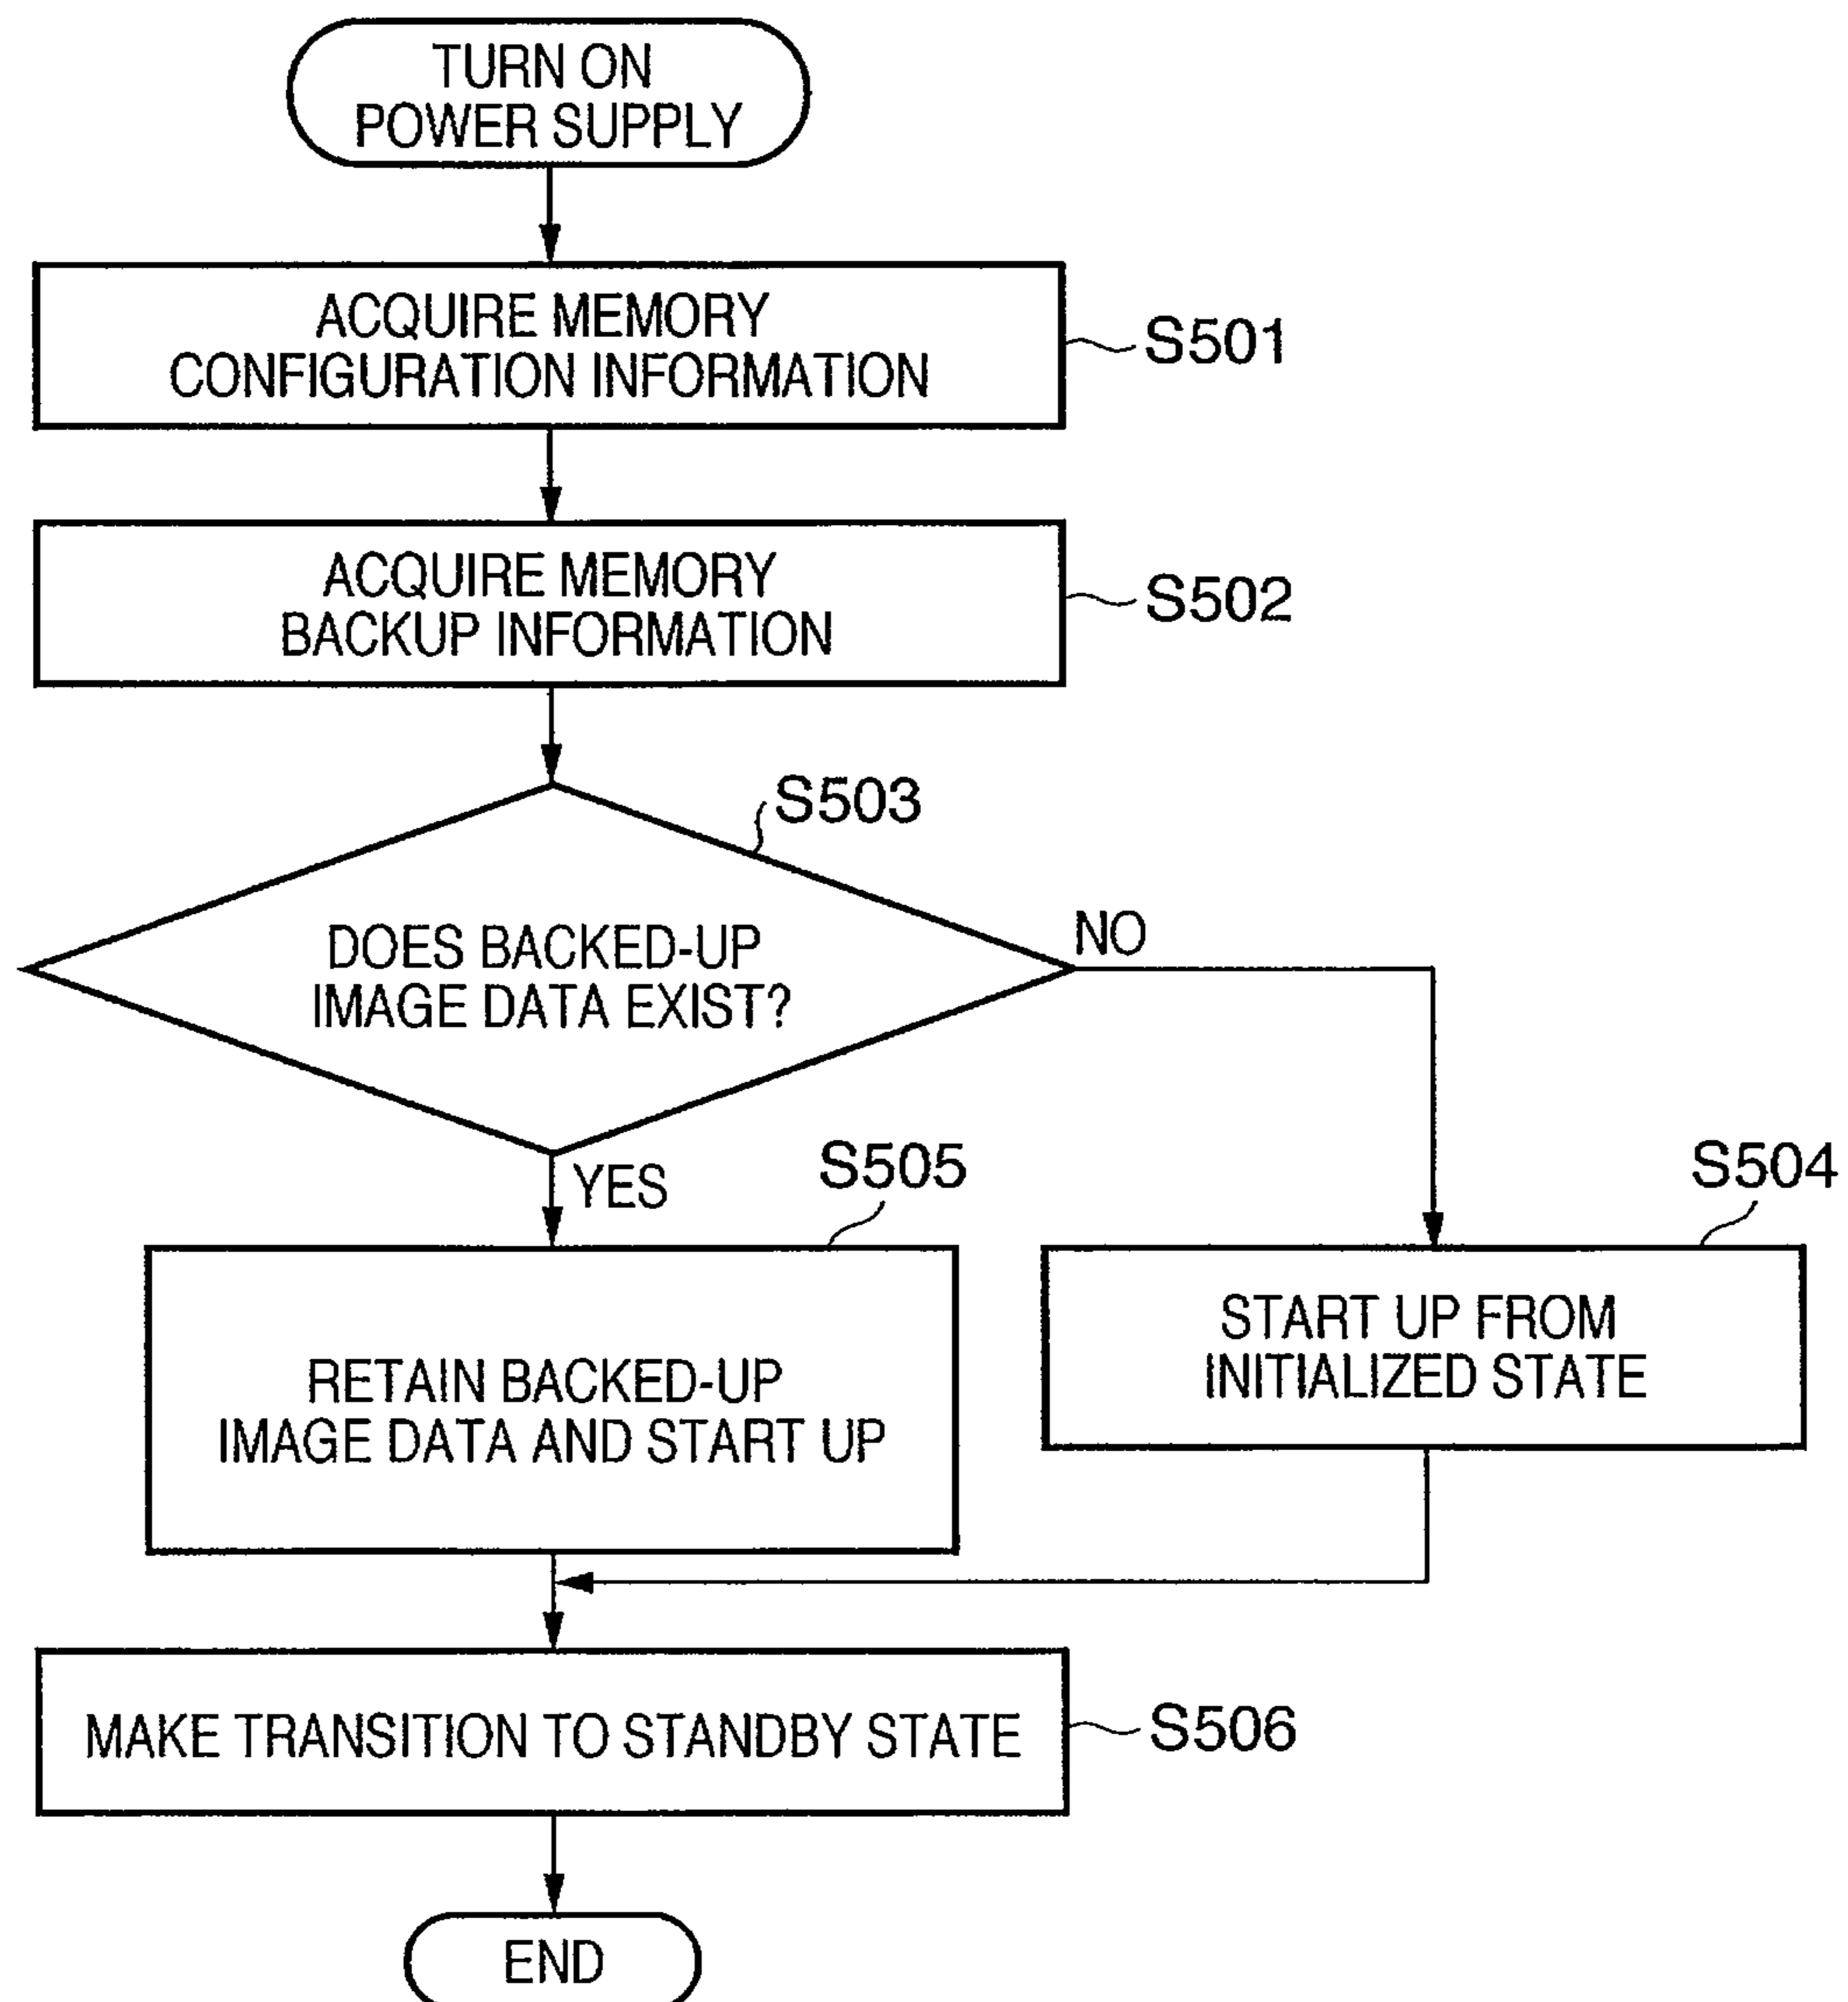 TURN ON
POWER SUPPLY
ACQUIRE MEMORY
CONFIGURATION INFORMATION
S501
ACQUIRE MEMORY
BACKUP INFORMATION
S502
S503
DOES BACKED-UP
IMAGE DATA EXIST?
NO
YES
S505
S504
RETAIN BACKED-UP
IMAGE DATA AND START UP
START UP FROM
INITIALIZED STATE
MAKE TRANSITION TO STANDBY STATE
S506
END